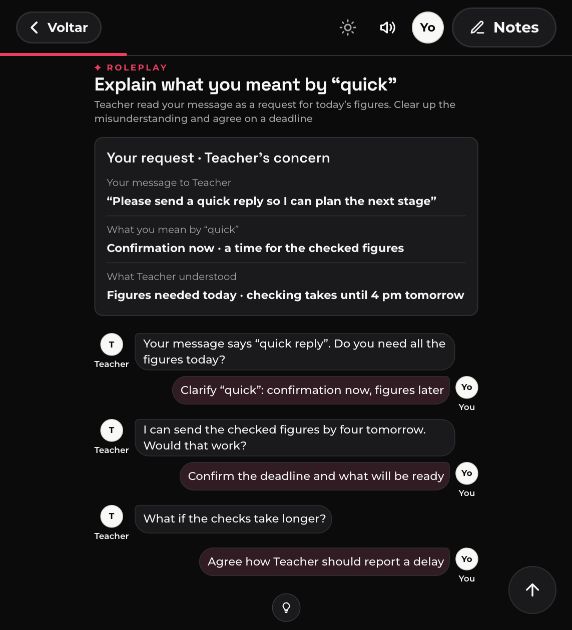 Voltar
Yo
Notes
ROLEPLAY
Explain what you meant by “quick”
Teacher read your message as a request for today’s figures. Clear up the
misunderstanding and agree on a deadline
Your request · Teacher’s concern
Your message to Teacher
“Please send a quick reply so I can plan the next stage”
What you mean by “quick”
Confirmation now · a time for the checked figures
What Teacher understood
Figures needed today · checking takes until 4 pm tomorrow
T
Teacher
Your message says “quick reply”. Do you need all the
figures today?
Clarify “quick”: confirmation now, figures later
Yo
You
T
Teacher
I can send the checked figures by four tomorrow.
Would that work?
Confirm the deadline and what will be ready
Yo
You
T
Teacher
What if the checks take longer?
Agree how Teacher should report a delay
Yo
You